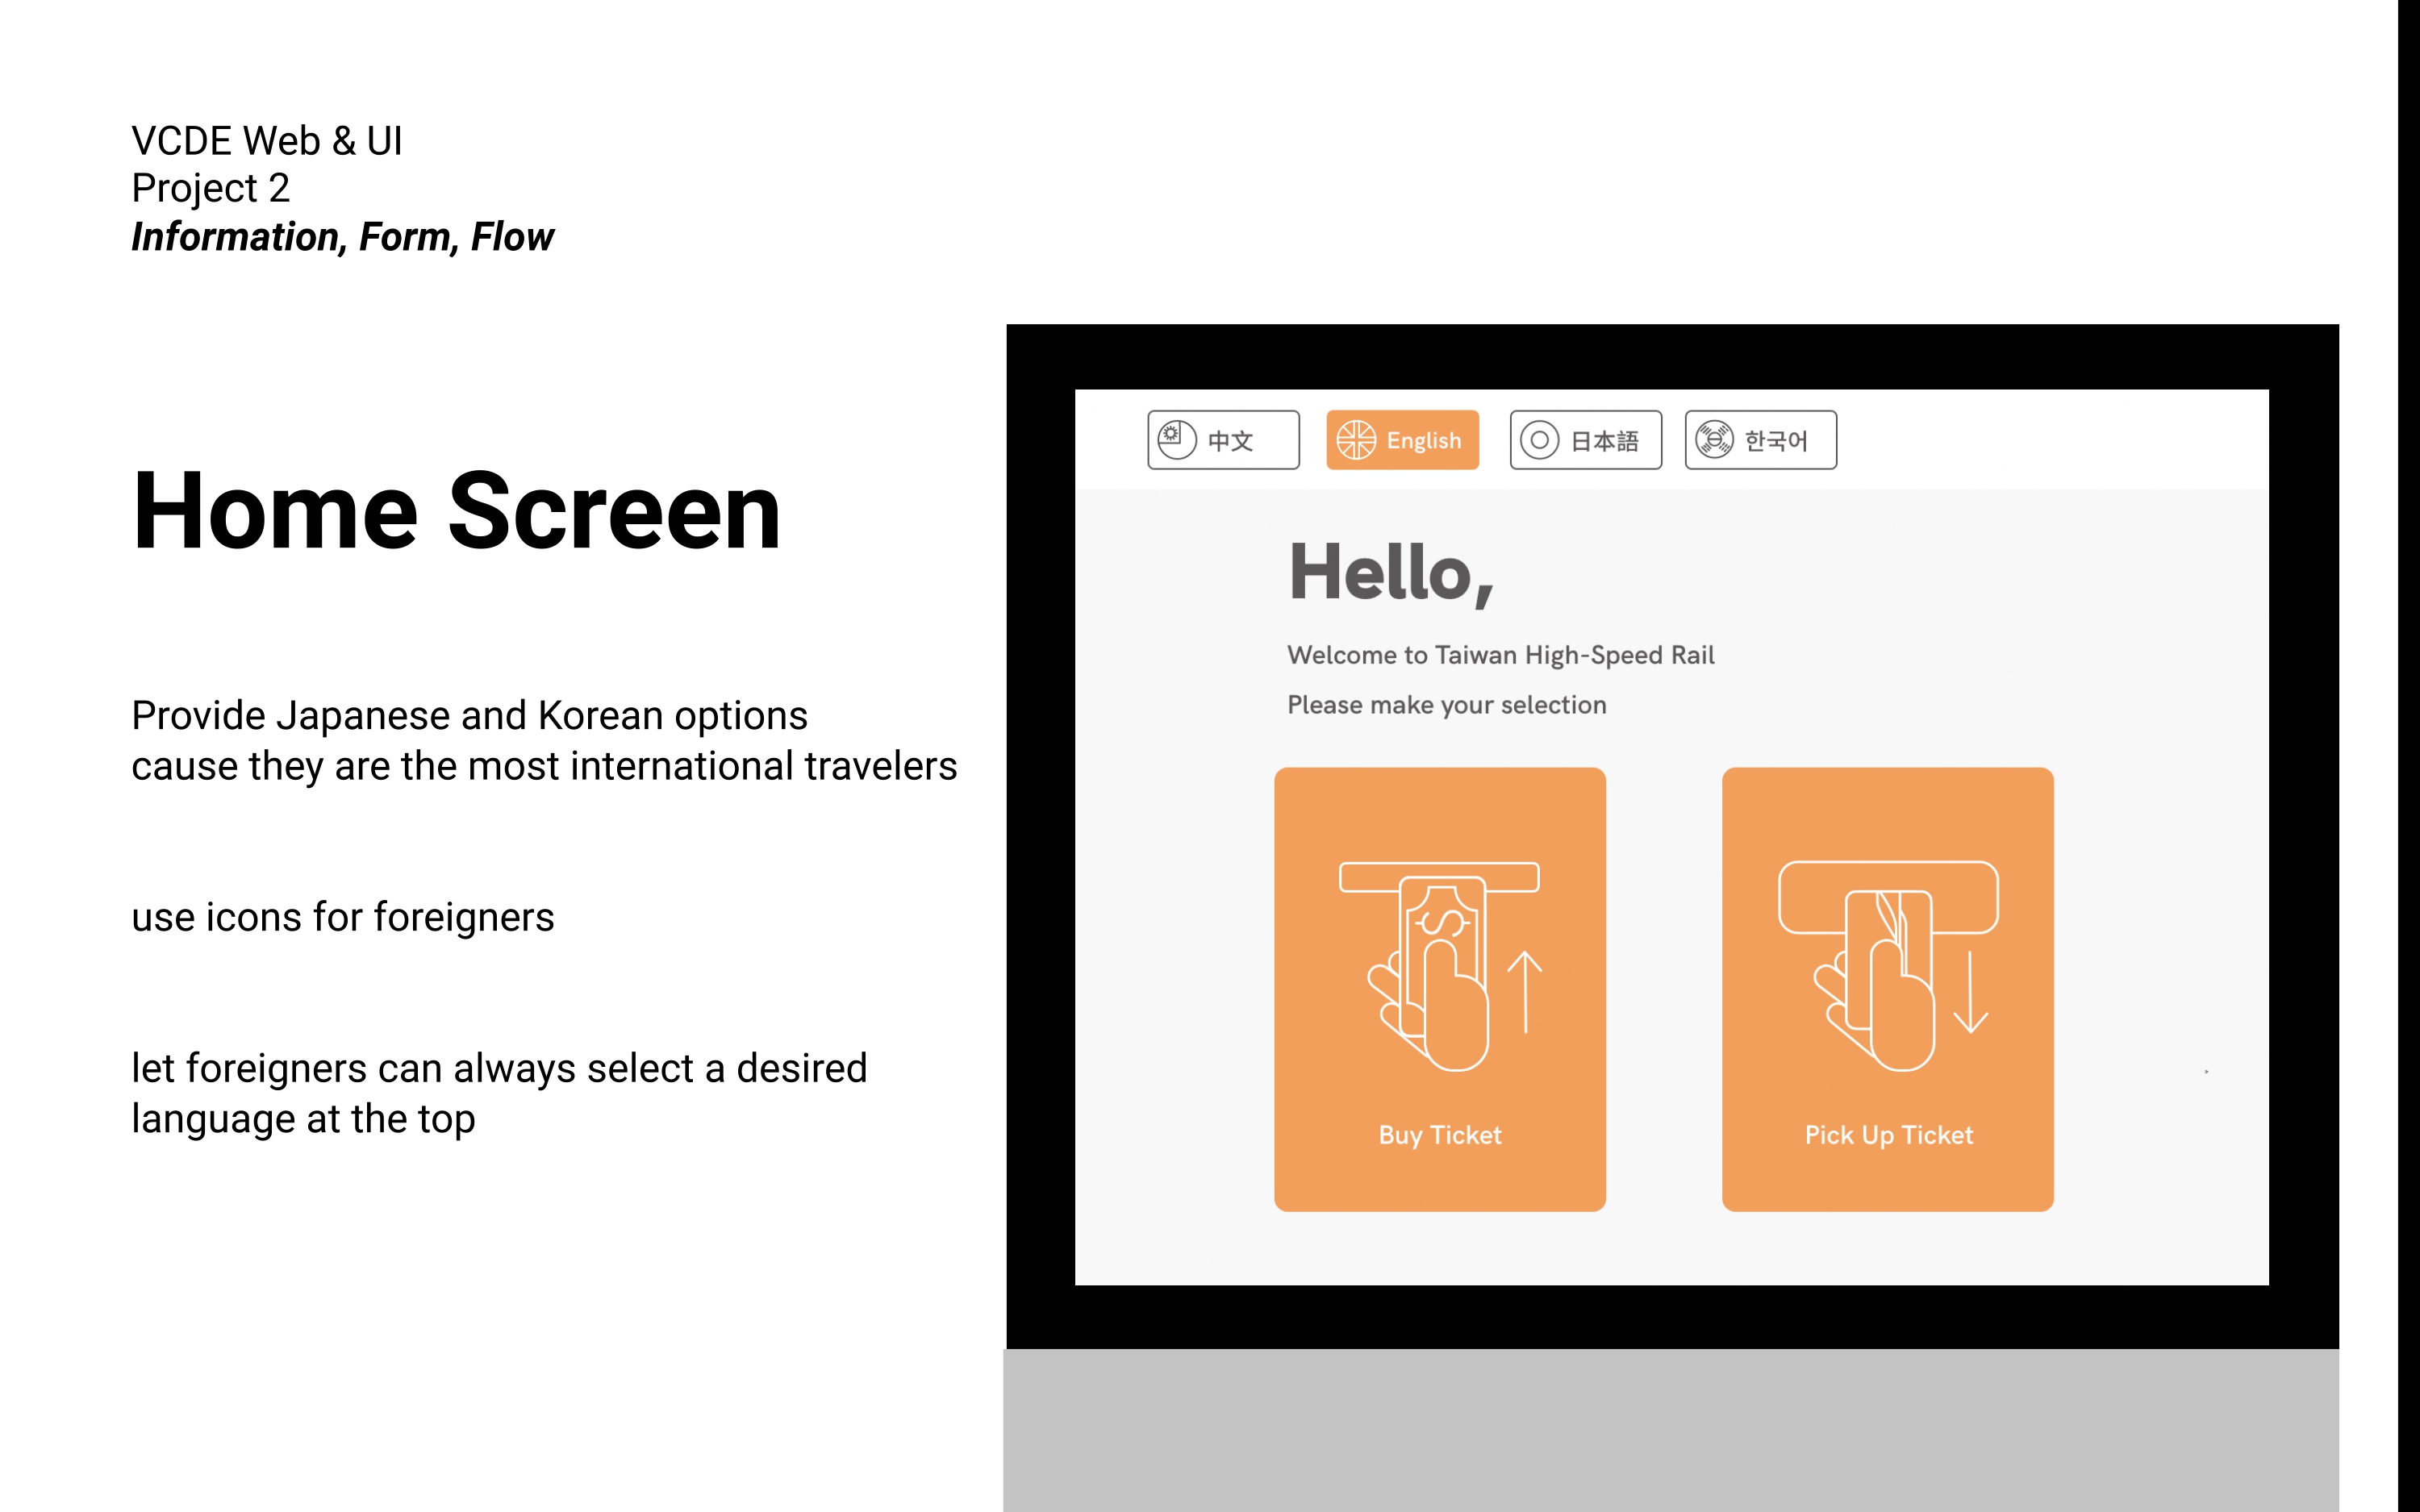 VCDE Web & UI
Project 2
Information, Form, Flow
Home Screen
Provide Japanese and Korean options
cause they are the most international travelers
use icons for foreigners
let foreigners can always select a desired
language at the top
中文
English
日本語
한국어
Hello,
Welcome to Taiwan High-Speed Rail
Please make your selection
Buy Ticket
Pick Up Ticket